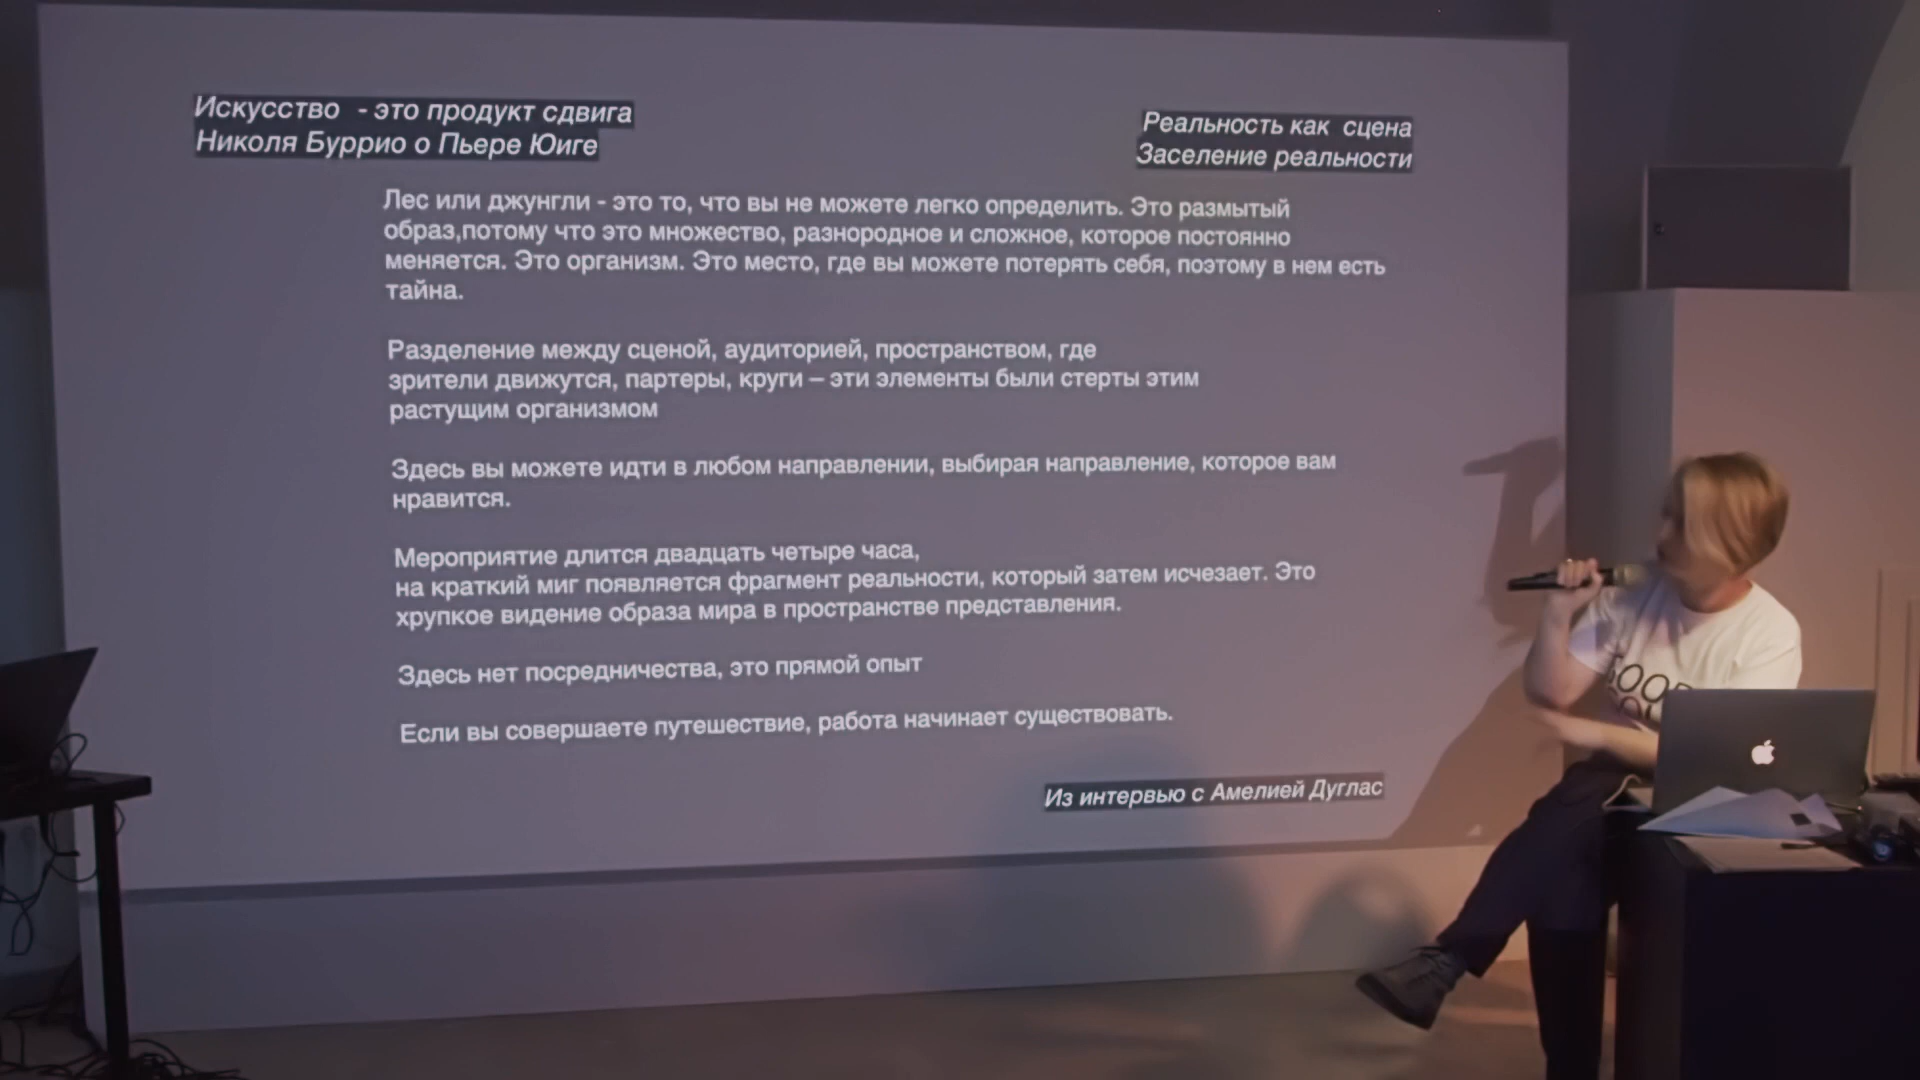 Искусство - это продукт сдвига
Николя Буррио о Пьере Юиге
Реальность как сцена
Заселение реальности
Лес или джунгли - это то, что вы не можете легко определить. Это размытый
образ,потому что это множество, разнородное и сложное, которое постоянно
меняется. Это организм. Это место, где вы можете потерять себя, поэтому в нем есть
тайна.
Разделение между сценой, аудиторией, пространством, где
зрители движутся, партеры, круги – эти элементы были стерты этим
растущим организмом
Здесь вы можете идти в любом направлении, выбирая направление, которое вам
нравится.
Мероприятие длится двадцать четыре часа,
на краткий миг появляется фрагмент реальности, который затем исчезает. Это
хрупкое видение образа мира в пространстве представления.
Здесь нет посредничества, это прямой опыт
Если вы совершаете путешествие, работа начинает существовать.
Из интервью с Амелией Дуглас